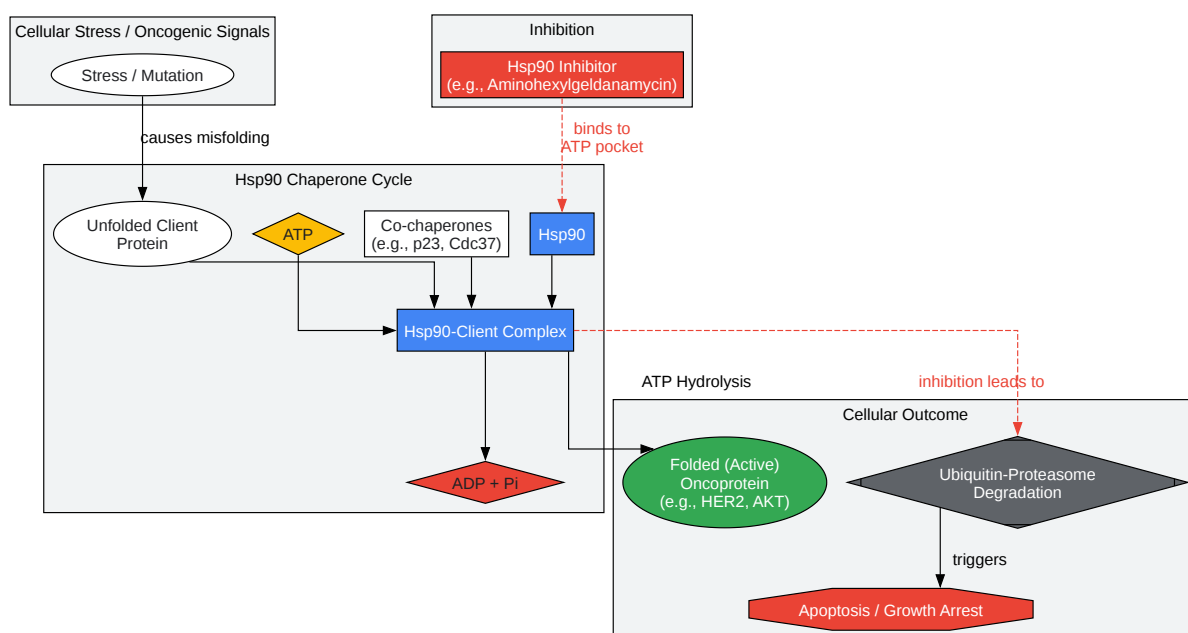 Cellular Stress / Oncogenic Signals
Stress / Mutation
Inhibition
Hsp90 Inhibitor
(e.g., Aminohexylgeldanamycin)
causes misfolding
binds to
ATP pocket
Hsp90 Chaperone Cycle
Unfolded Client
Protein
ATP
Co-chaperones
(e.g., p23, Cdc37)
Hsp90
Hsp90-Client Complex
ATP Hydrolysis
inhibition leads to
Cellular Outcome
ADP + Pi
Folded (Active)
Oncoprotein
(e.g., HER2, AKT)
Ubiquitin-Proteasome
Degradation
triggers
Apoptosis / Growth Arrest